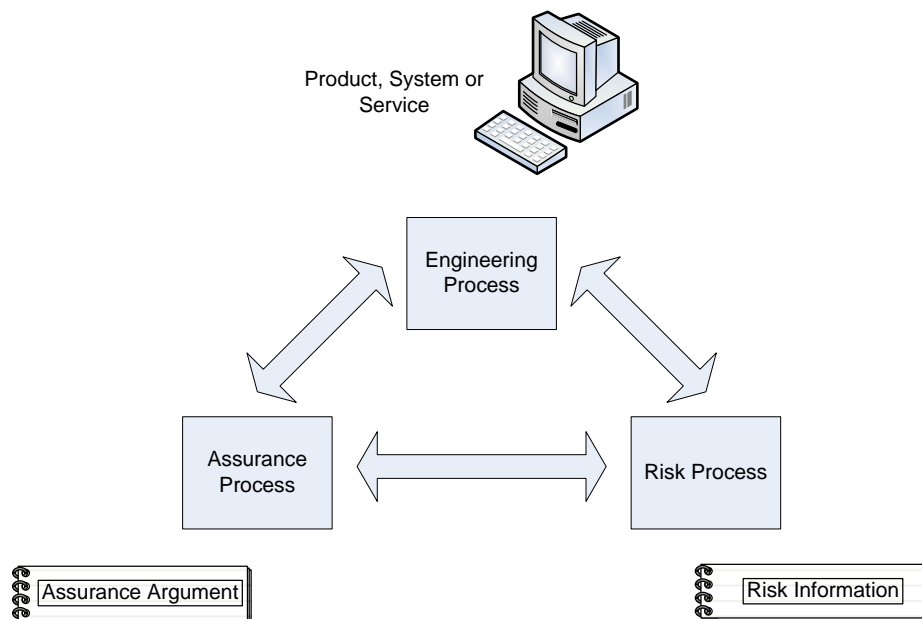 Product, System or
Service
Engineering
Process
Assurance
Process
Risk Process
Assurance Argument
Risk Information